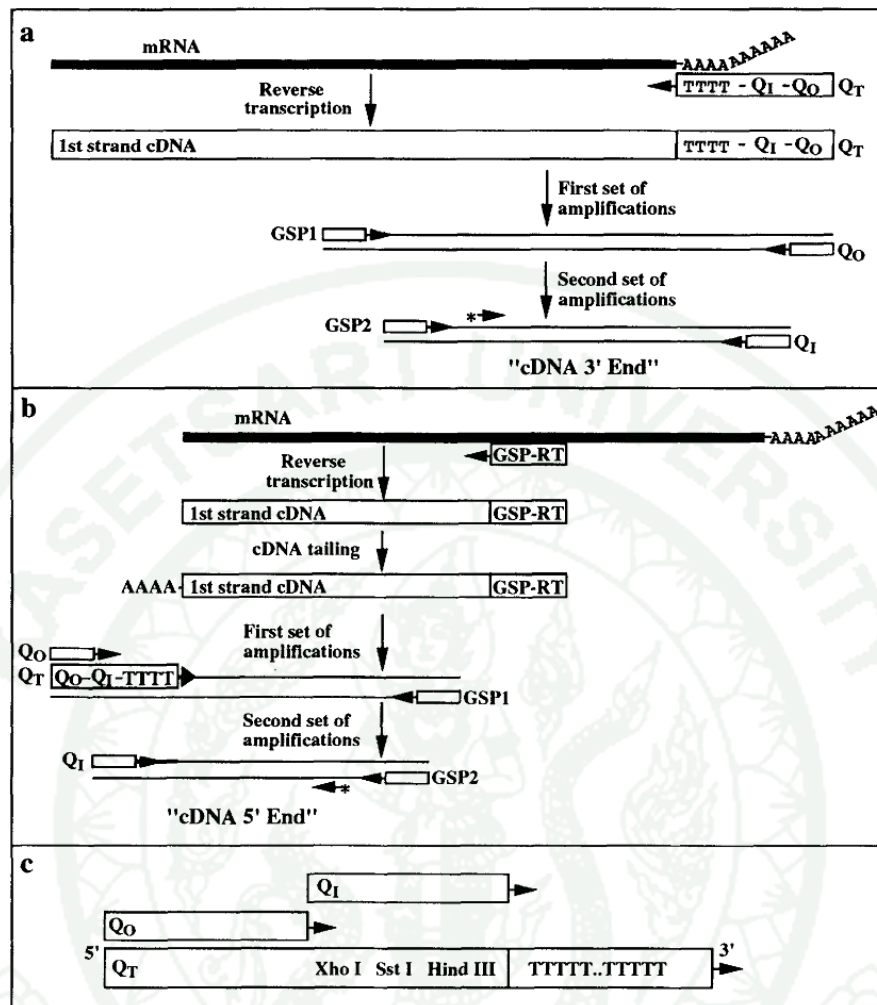 a
mRNA
-AAAAAAAAAA
TTTT - QI -QO QT
Reverse
transcription
1st strand cDNA
TTTT - QI -QO QT
First set of
amplifications
GSP1
QO
Second set of
amplifications
GSP2
*
QI
"cDNA 3' End"
b
mRNA
GSP-RT
Reverse
transcription
1st strand cDNA
GSP-RT
cDNA tailing
AAAA-1st strand cDNA
GSP-RT
First set of
amplifications
QO
QT QO-QI-TTTT
GSP1
Second set of
amplifications
QI
GSP2
*
"cDNA 5' End"
c
QI
QO
5'
3'
QT
Xho I Sst I Hind III
TTTTT..TTTTT
KASETSART UNIVERSITY